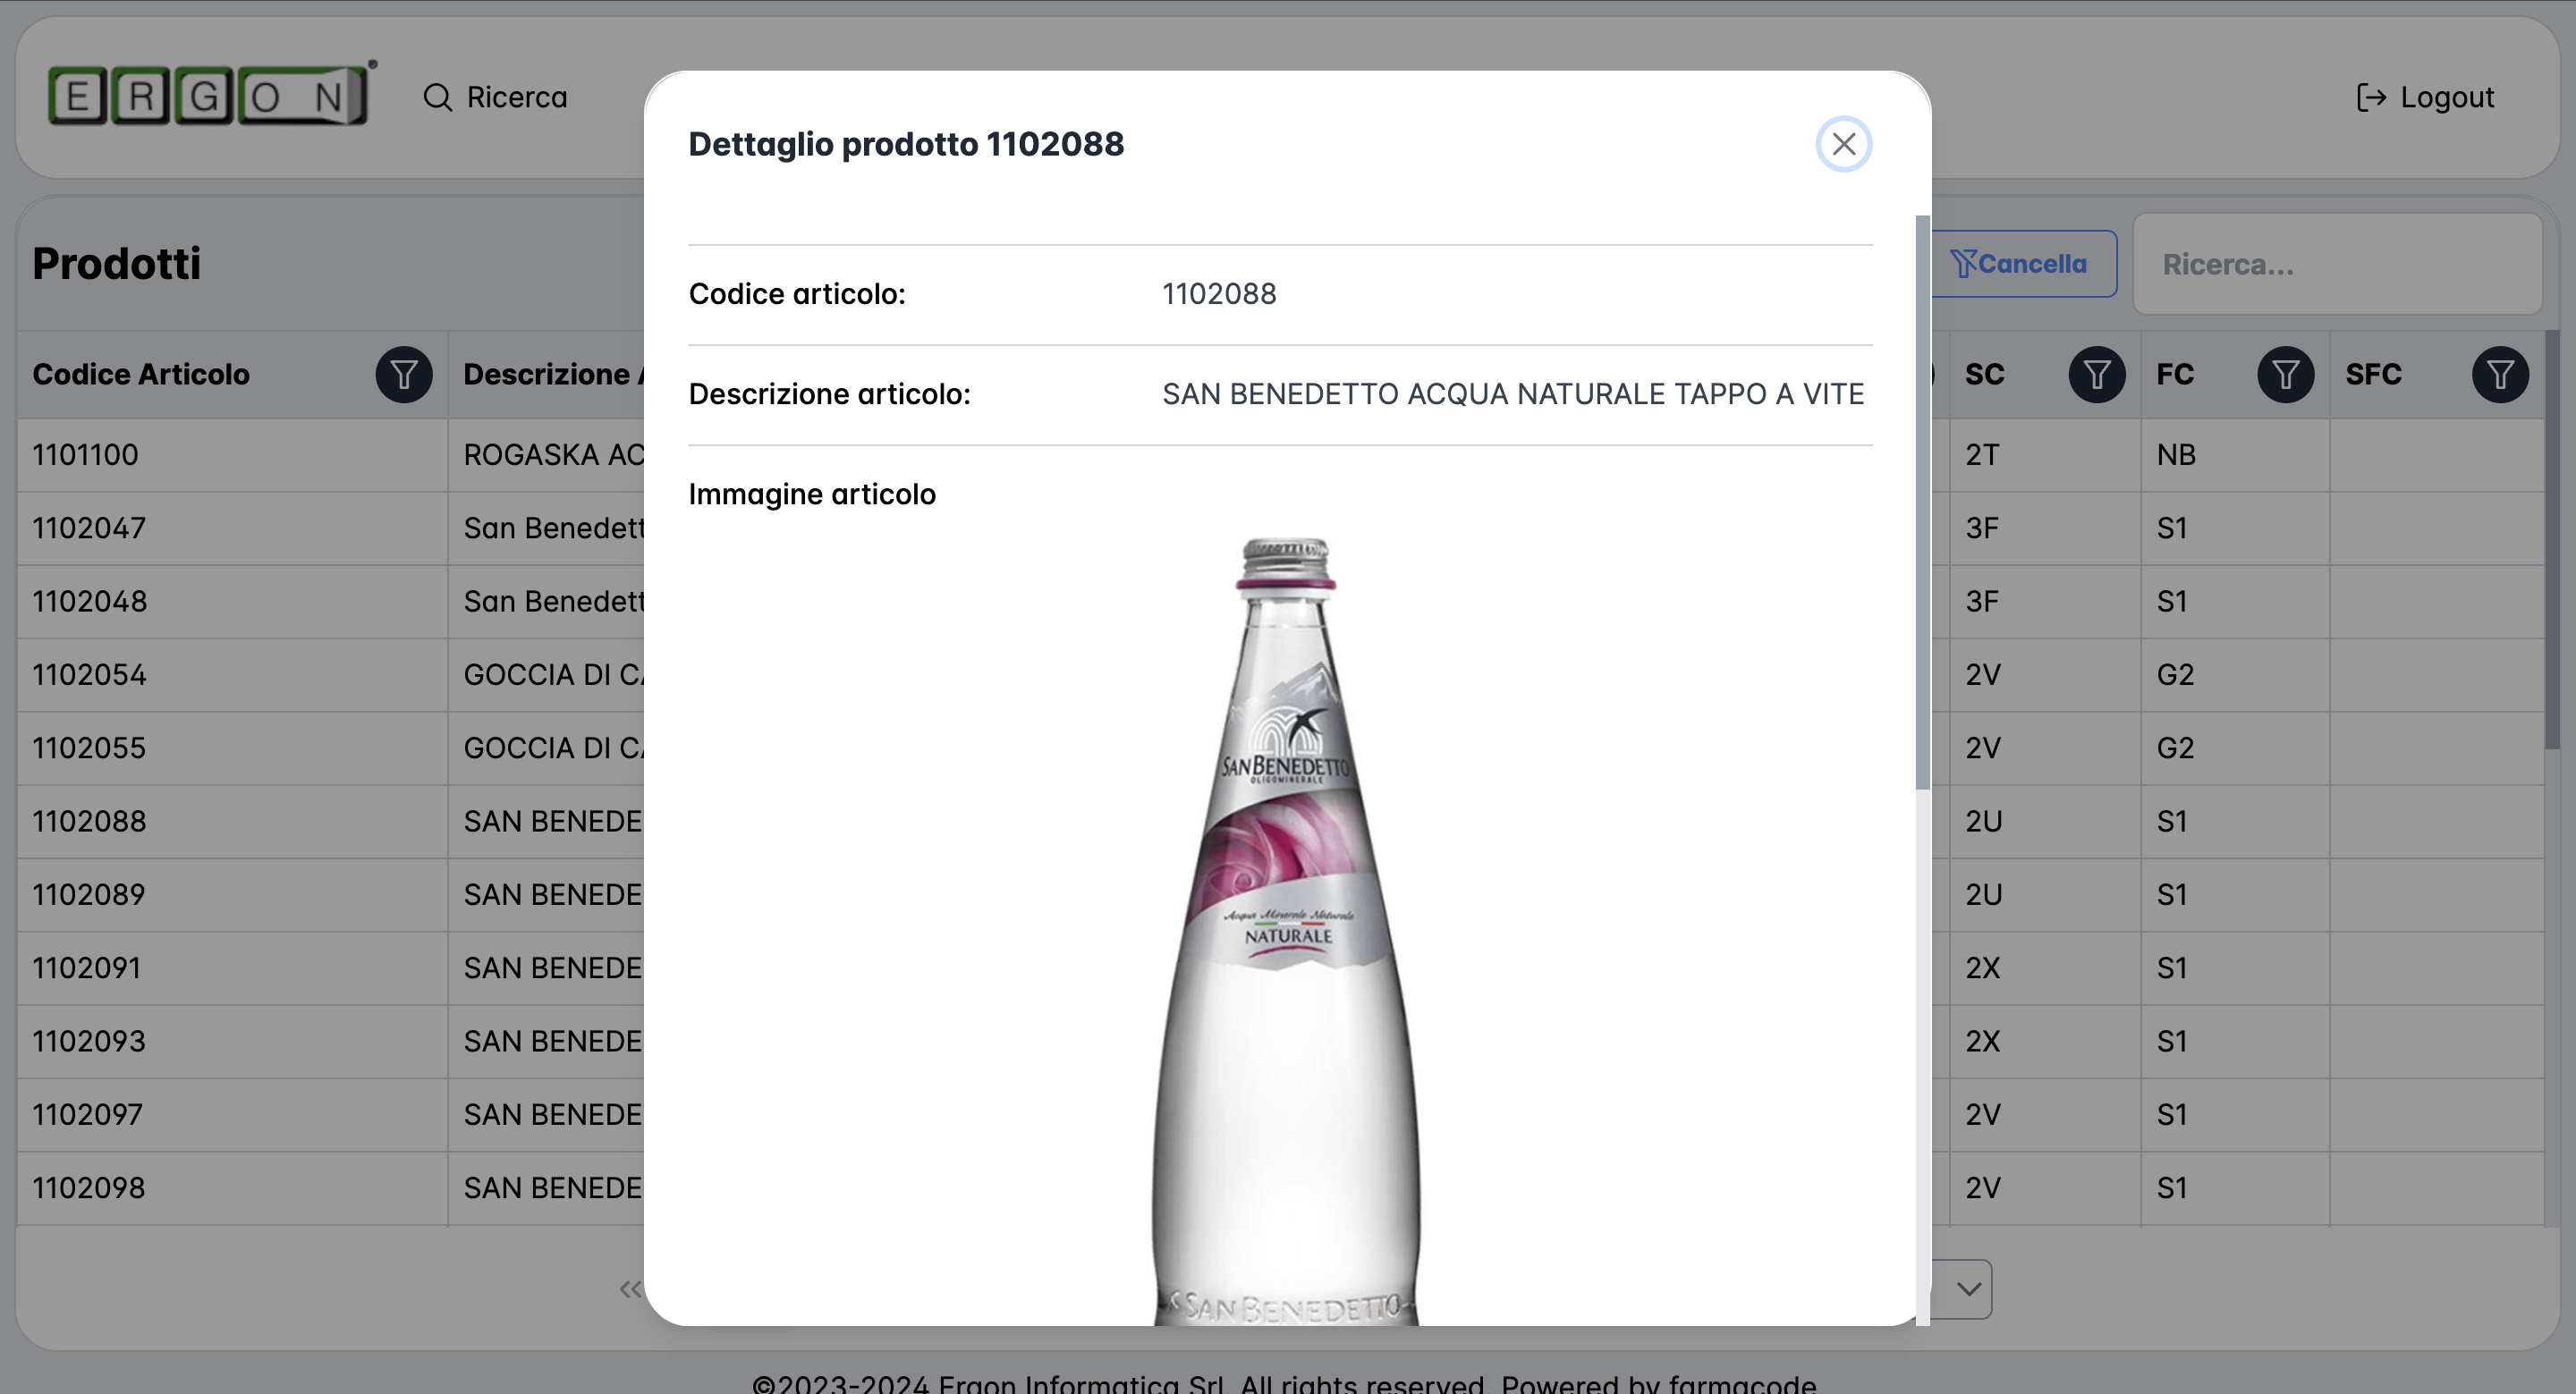 ERGON®
Ricerca
Logout
Dettaglio prodotto 1102088
Prodotti
Cancella
Ricerca...
Codice articolo: 1102088
Descrizione articolo: SAN BENEDETTO ACQUA NATURALE TAPPO A VITE
Immagine articolo
SAN BENEDETTO
OLIGOMINERALE
Acqua Minerale Naturale
NATURALE
SAN BENEDETTO
Codice Articolo Descrizione SC FC SFC
1101100 ROGASKA 2T NB
1102047 San 3F S1
1102048 San 3F S1
1102054 GOCCIA DI 2V G2
1102055 GOCCIA DI 2V G2
1102088 SAN BENEDE 2U S1
1102089 SAN BENEDE 2U S1
1102091 SAN BENEDE 2X S1
1102093 SAN BENEDE 2X S1
1102097 SAN BENEDE 2V S1
1102098 SAN BENEDE 2V S1
©2023-2024 Ergon Informatica Srl. All rights reserved. Powered by farmacode